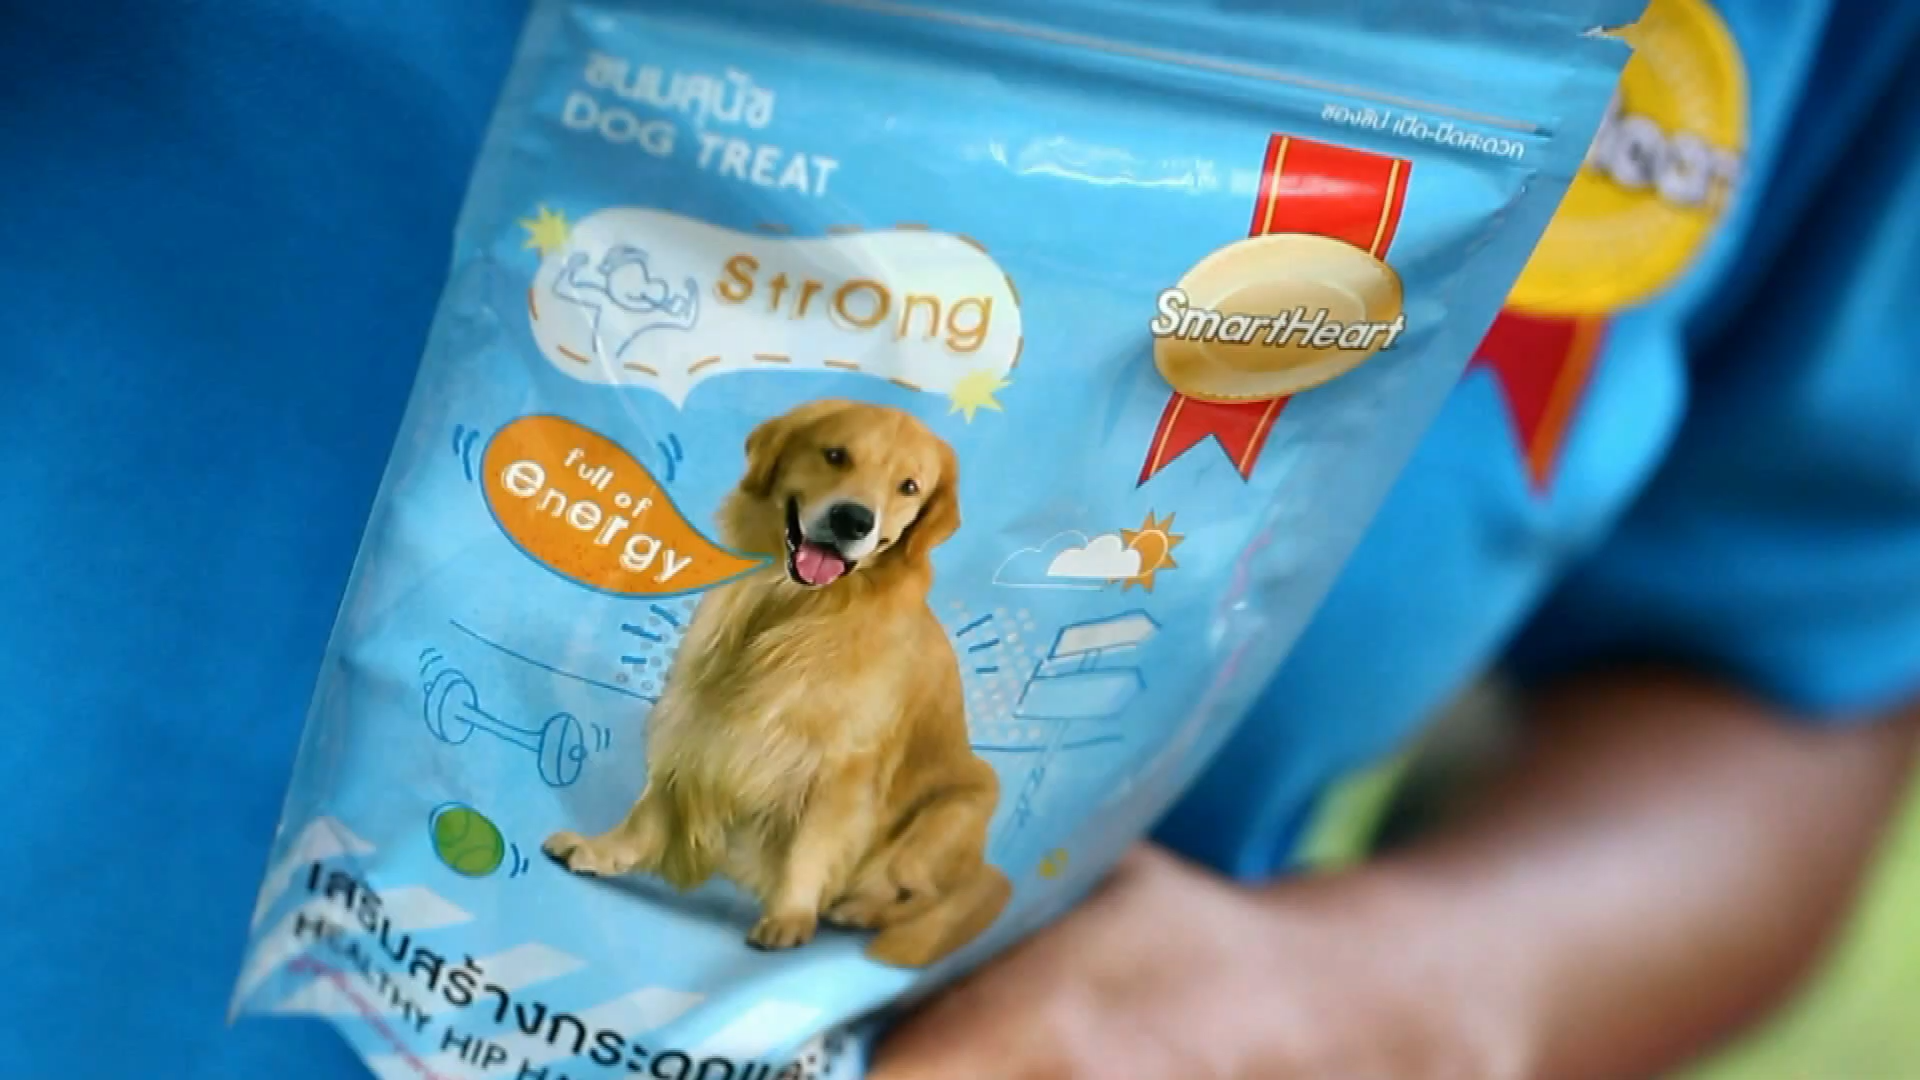 ขนมสุนัข
DOG TREAT
ซองซิป เปิด-ปิดสะดวก
Strong
SmartHeart
full of
energy
เสริมสร้างกระดูกและ
HEALTHY HIP